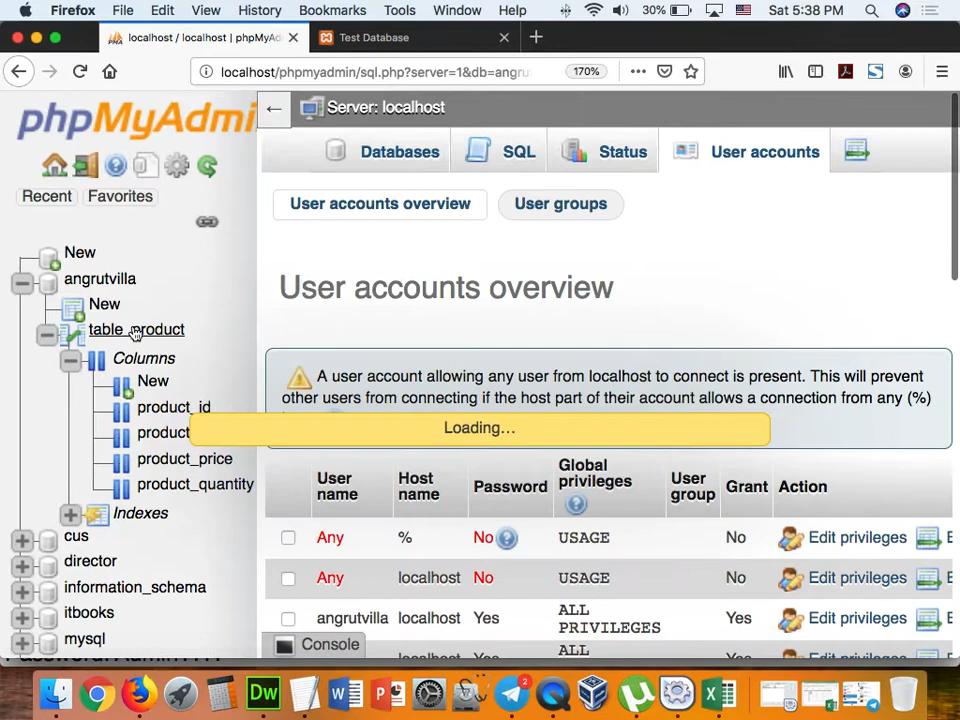 Firefox File Edit View History Bookmarks Tools Window Help 30% Sat 5:38 PM
localhost / localhost | phpMyAdmi
Test Database
localhost/phpmyadmin/sql.php?server=1&db=angru
170%
phpMyAdmi
Server: localhost
Databases SQL Status User accounts
Recent Favorites
User accounts overview User groups
New
angrutvilla
New
table_product
Columns
New
product_id
product
product_price
product_quantity
Indexes
cus
director
information_schema
itbooks
mysql
User accounts overview
A user account allowing any user from localhost to connect is present. This will prevent
other users from connecting if the host part of their account allows a connection from any (%)
Loading…
User name Host name Password Global privileges User group Grant Action
Any % No USAGE No Edit privileges E
Any localhost No USAGE No Edit privileges E
angrutvilla localhost Yes ALL PRIVILEGES Yes Edit privileges E
Console
Dw
2